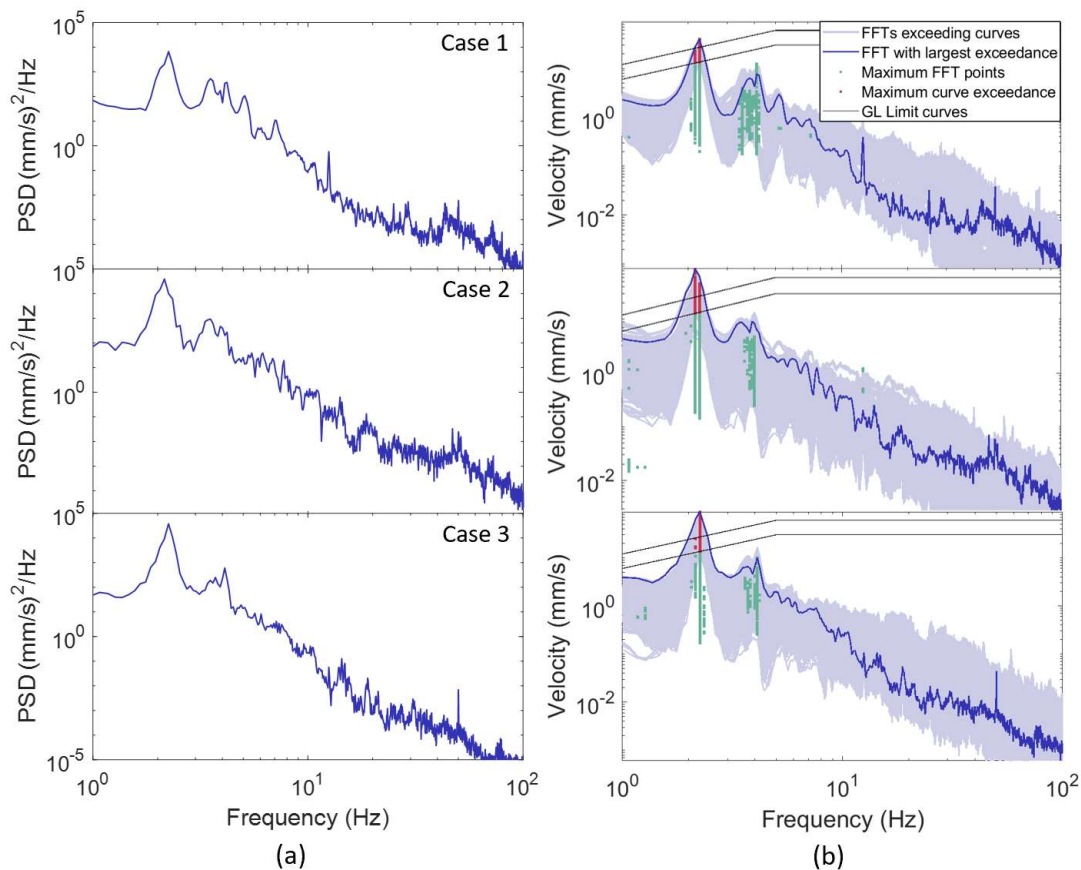 10^5
Case 1
PSD (mm/s)^2/Hz
10^0
10^5
Case 2
PSD (mm/s)^2/Hz
10^0
10^5
Case 3
PSD (mm/s)^2/Hz
10^0
10^-5
10^0
10^1
10^2
Frequency (Hz)
(a)
FFTs exceeding curves
FFT with largest exceedance
Maximum FFT points
Maximum curve exceedance
GL Limit curves
Velocity (mm/s)
10^0
10^-2
Velocity (mm/s)
10^0
10^-2
Velocity (mm/s)
10^0
10^-2
10^0
10^1
10^2
Frequency (Hz)
(b)